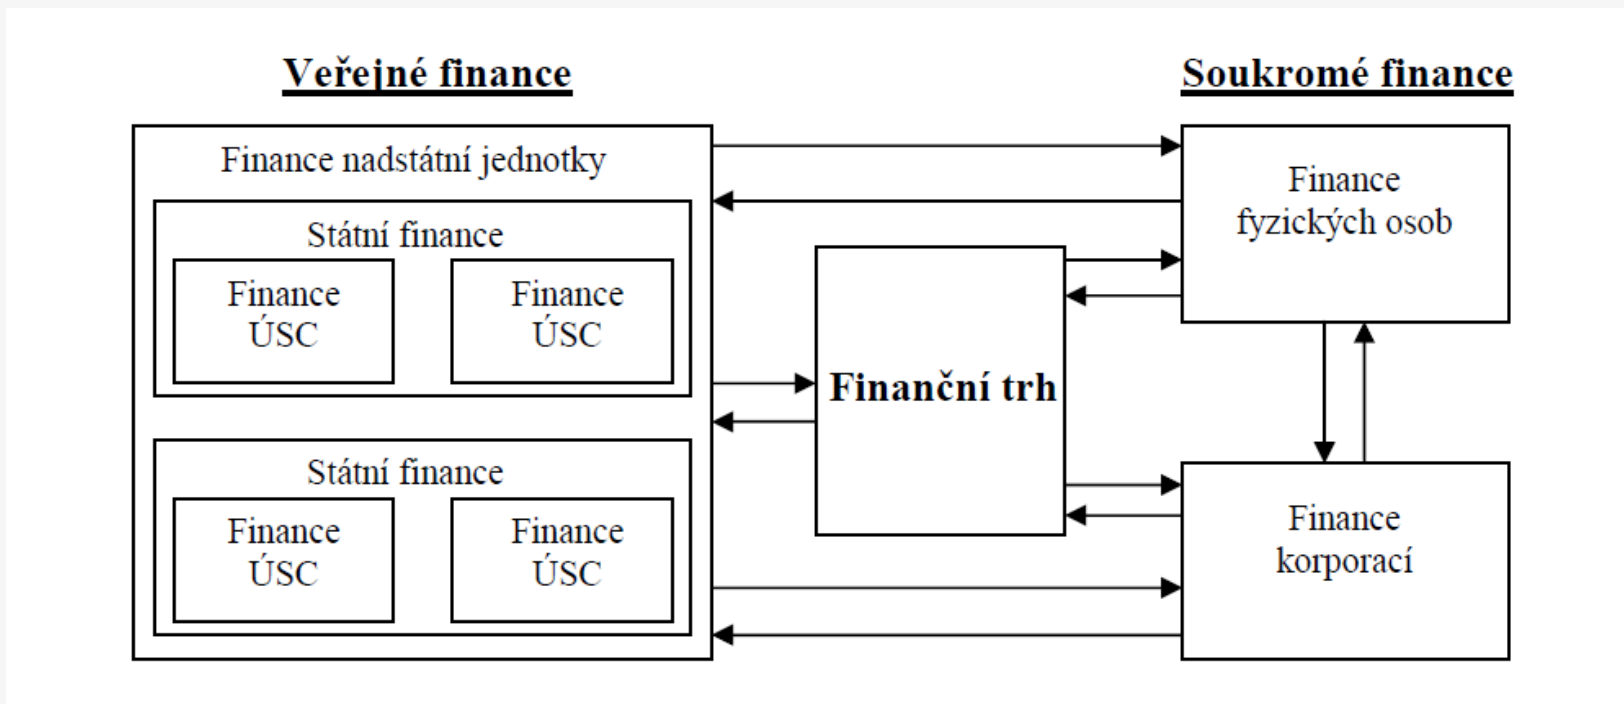 Veřejné finance
Soukromé finance
Finance nadstátní jednotky
Státní finance
Finance
ÚSC
Finance
ÚSC
Státní finance
Finance
ÚSC
Finance
ÚSC
Finanční trh
Finance
fyzických osob
Finance
korporací